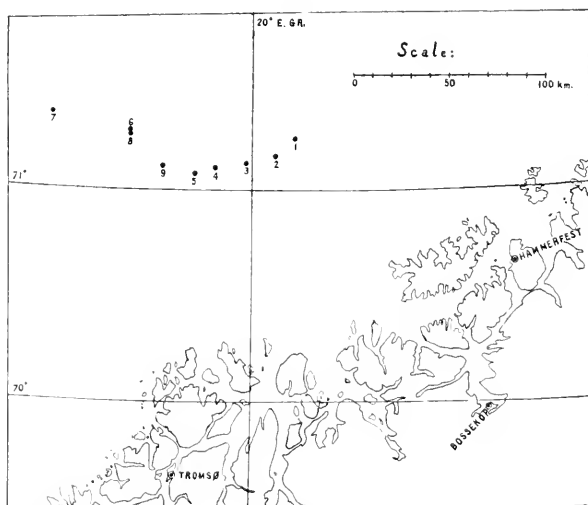 20° E. GR.
Scale:
0 50 100 km.
7
6
8
1
2
3
4
5
9
71°
HAMMERFEST
70°
BOSSEKOP
TROMSØ